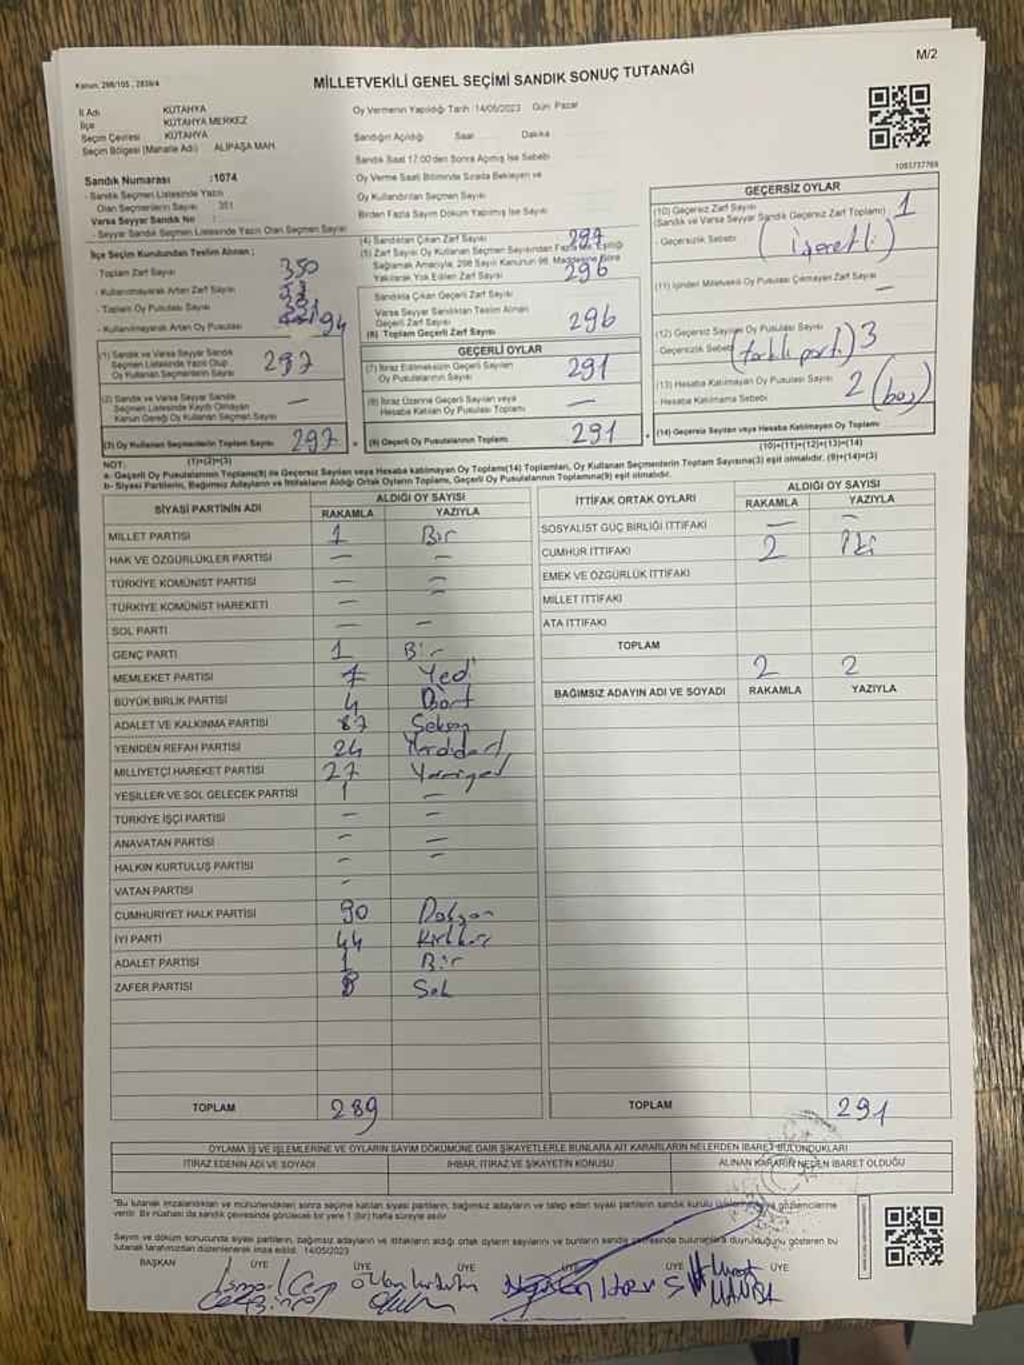 Kanun: 298/105 , 2839/4
M/2
MİLLETVEKİLİ GENEL SEÇİMİ SANDIK SONUÇ TUTANAĞI
İl Adı KÜTAHYA
İlçe KÜTAHYA MERKEZ
Seçim Çevresi KÜTAHYA
Seçim Bölgesi (Mahalle Adı) ALİPAŞA MAH.
Oy Vermenin Yapıldığı Tarih :14/05/2023 Gün: Pazar
Sandığın Açıldığı Saat Dakika
Sandık Saat 17:00'den Sonra Açılmış İse Sebebi
Sandık Numarası :1074
- Sandık Seçmen Listesinde Yazılı
Olan Seçmenlerin Sayısı : 351
Varsa Seyyar Sandık No :
- Seyyar Sandık Seçmen Listesinde Yazılı Olan Seçmen Sayısı
Oy Verme Saati Bitiminde Sırada Bekleyen ve
Oy Kullandırılan Seçmen Sayısı
Birden Fazla Sayım Döküm Yapılmış İse Sayısı
İlçe Seçim Kurulundan Teslim Alınan ;
- Toplam Zarf Sayısı 350
- Kullanılmayarak Artan Zarf Sayısı
- Toplam Oy Pusulası Sayısı
- Kullanılmayarak Artan Oy Pusulası 94
(1) Sandık ve Varsa Seyyar Sandık
Seçmen Listesinde Yazılı Olup
Oy Kullanan Seçmenlerin Sayısı 297
(2) Sandık ve Varsa Seyyar Sandık
Seçmen Listesinde Kayıtlı Olmayan
Kanun Gereği Oy Kullanan Seçmen Sayısı —
(3) Oy Kullanan Seçmenlerin Toplam Sayısı 297
(1)+(2)=(3)
(4) Sandıktan Çıkan Zarf Sayısı 297
(5) Zarf Sayısı Oy Kullanan Seçmen Sayısından Fazla ise, Eşitliği
Sağlamak Amacıyla, 298 Sayılı Kanunun 98. Maddesine Göre
Yakılarak Yok Edilen Zarf Sayısı 296
Sandıkta Çıkan Geçerli Zarf Sayısı
Varsa Seyyar Sandıktan Teslim Alınan
Geçerli Zarf Sayısı
(6) Toplam Geçerli Zarf Sayısı 296
GEÇERLİ OYLAR
(7) İtiraz Edilmeksizin Geçerli Sayılan
Oy Pusulalarının Sayısı 291
(8) İtiraz Üzerine Geçerli Sayılan veya
Hesaba Katılan Oy Pusulaları Toplamı —
(9) Geçerli Oy Pusulalarının Toplamı 291
1083737768
GEÇERSİZ OYLAR
(10) Geçersiz Zarf Sayısı
(Sandık ve Varsa Seyyar Sandık Geçersiz Zarf Toplamı) 1
- Geçersizlik Sebebi (işaretli)
(11) İçinden Milletvekili Oy Pusulası Çıkmayan Zarf Sayısı —
(12) Geçersiz Sayılan Oy Pusulası Sayısı 3
- Geçersizlik Sebebi (farklı parti)
(13) Hesaba Katılmayan Oy Pusulası Sayısı 2 (boş)
- Hesaba Katılmama Sebebi
(14) Geçersiz Sayılan veya Hesaba Katılmayan Oy Toplamı
(10)+(11)+(12)+(13)=(14)
NOT:
a- Geçerli Oy Pusulalarının Toplamı(9) ile Geçersiz Sayılan veya Hesaba katılmayan Oy Toplamı(14) Toplamları, Oy Kullanan Seçmenlerin Toplam Sayısına(3) eşit olmalıdır. (9)+(14)=(3)
b- Siyasi Partilerin, Bağımsız Adayların ve İttifakların Aldığı Ortak Oyların Toplamı, Geçerli Oy Pusulalarının Toplamına(9) eşit olmalıdır.
SİYASİ PARTİNİN ADI ALDIĞI OY SAYISI
RAKAMLA YAZIYLA
MİLLET PARTİSİ 1 Bir
HAK VE ÖZGÜRLÜKLER PARTİSİ — —
TÜRKİYE KOMÜNİST PARTİSİ — —
TÜRKİYE KOMÜNİST HAREKETİ — —
SOL PARTİ — —
GENÇ PARTİ 1 Bir
MEMLEKET PARTİSİ 7 Yedi
BÜYÜK BİRLİK PARTİSİ 4 Dört
ADALET VE KALKINMA PARTİSİ 87 Seksen
YENİDEN REFAH PARTİSİ 24
MİLLİYETÇİ HAREKET PARTİSİ 27
YEŞİLLER VE SOL GELECEK PARTİSİ 1 —
TÜRKİYE İŞÇİ PARTİSİ — —
ANAVATAN PARTİSİ — —
HALKIN KURTULUŞ PARTİSİ — —
VATAN PARTİSİ —
CUMHURİYET HALK PARTİSİ 90 Doksan
İYİ PARTİ 44
ADALET PARTİSİ 1 Bir
ZAFER PARTİSİ 8 Sek
TOPLAM 289
İTTİFAK ORTAK OYLARI ALDIĞI OY SAYISI
RAKAMLA YAZIYLA
SOSYALİST GÜÇ BİRLİĞİ İTTİFAKI — —
CUMHUR İTTİFAKI 2 İki
EMEK VE ÖZGÜRLÜK İTTİFAKI
MİLLET İTTİFAKI
ATA İTTİFAKI
TOPLAM 2 2
BAĞIMSIZ ADAYIN ADI VE SOYADI RAKAMLA YAZIYLA
TOPLAM 291
OYLAMA İŞ VE İŞLEMLERİNE VE OYLARIN SAYIM DÖKÜMÜNE DAİR ŞİKAYETLERLE BUNLARA AİT KARARLARIN NELERDEN İBARET BULUNDUKLARI
İTİRAZ EDENİN ADI VE SOYADI İHBAR, İTİRAZ VE ŞİKAYETİN KONUSU ALINAN KARARIN NEDEN İBARET OLDUĞU
"Bu tutanak imzalandıktan ve mühürlendikten sonra seçime katılan siyasi partilerin, bağımsız adayların ve talep eden siyasi partilerin sandık kurulu üyelerine veya gözlemcilerine
verilir. Bir nüshası da sandık çevresinde görülecek bir yere 1 (bir) hafta süreyle asılır.
Sayım ve döküm sonucunda siyasi partilerin, bağımsız adayların ve ittifakların aldığı ortak oyların sayılarını ve bunların sandık çevresinde bulunanlara duyurulduğunu gösteren bu
tutanak tarafımızdan düzenlenerek imza edildi. 14/05/2023
BAŞKAN ÜYE ÜYE ÜYE ÜYE ÜYE ÜYE